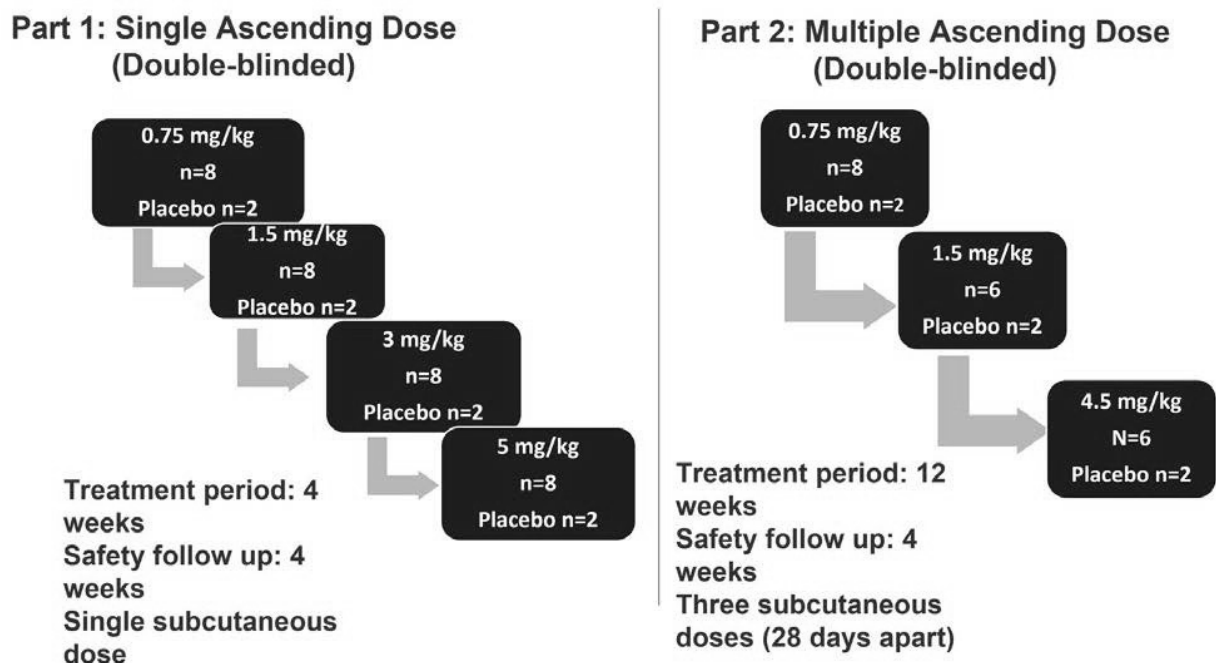 Part 1: Single Ascending Dose
(Double-blinded)
0.75 mg/kg
n=8
Placebo n=2
1.5 mg/kg
n=8
Placebo n=2
3 mg/kg
n=8
Placebo n=2
5 mg/kg
n=8
Placebo n=2
Treatment period: 4
weeks
Safety follow up: 4
weeks
Single subcutaneous
dose
Part 2: Multiple Ascending Dose
(Double-blinded)
0.75 mg/kg
n=8
Placebo n=2
1.5 mg/kg
n=6
Placebo n=2
4.5 mg/kg
N=6
Placebo n=2
Treatment period: 12
weeks
Safety follow up: 4
weeks
Three subcutaneous
doses (28 days apart)